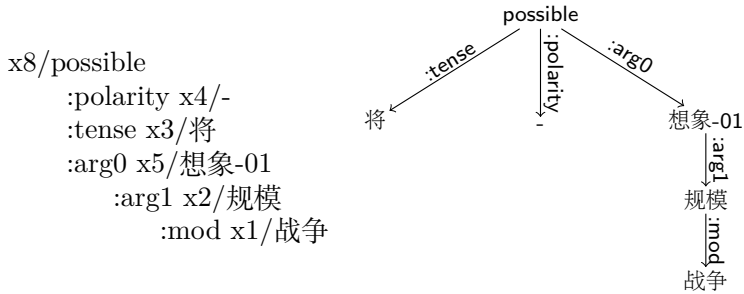 x8/possible
:polarity x4/-
:tense x3/将
:arg0 x5/想象-01
:arg1 x2/规模
:mod x1/战争
possible
:tense
:polarity
:arg0
将
-
想象-01
:arg1
规模
:mod
战争